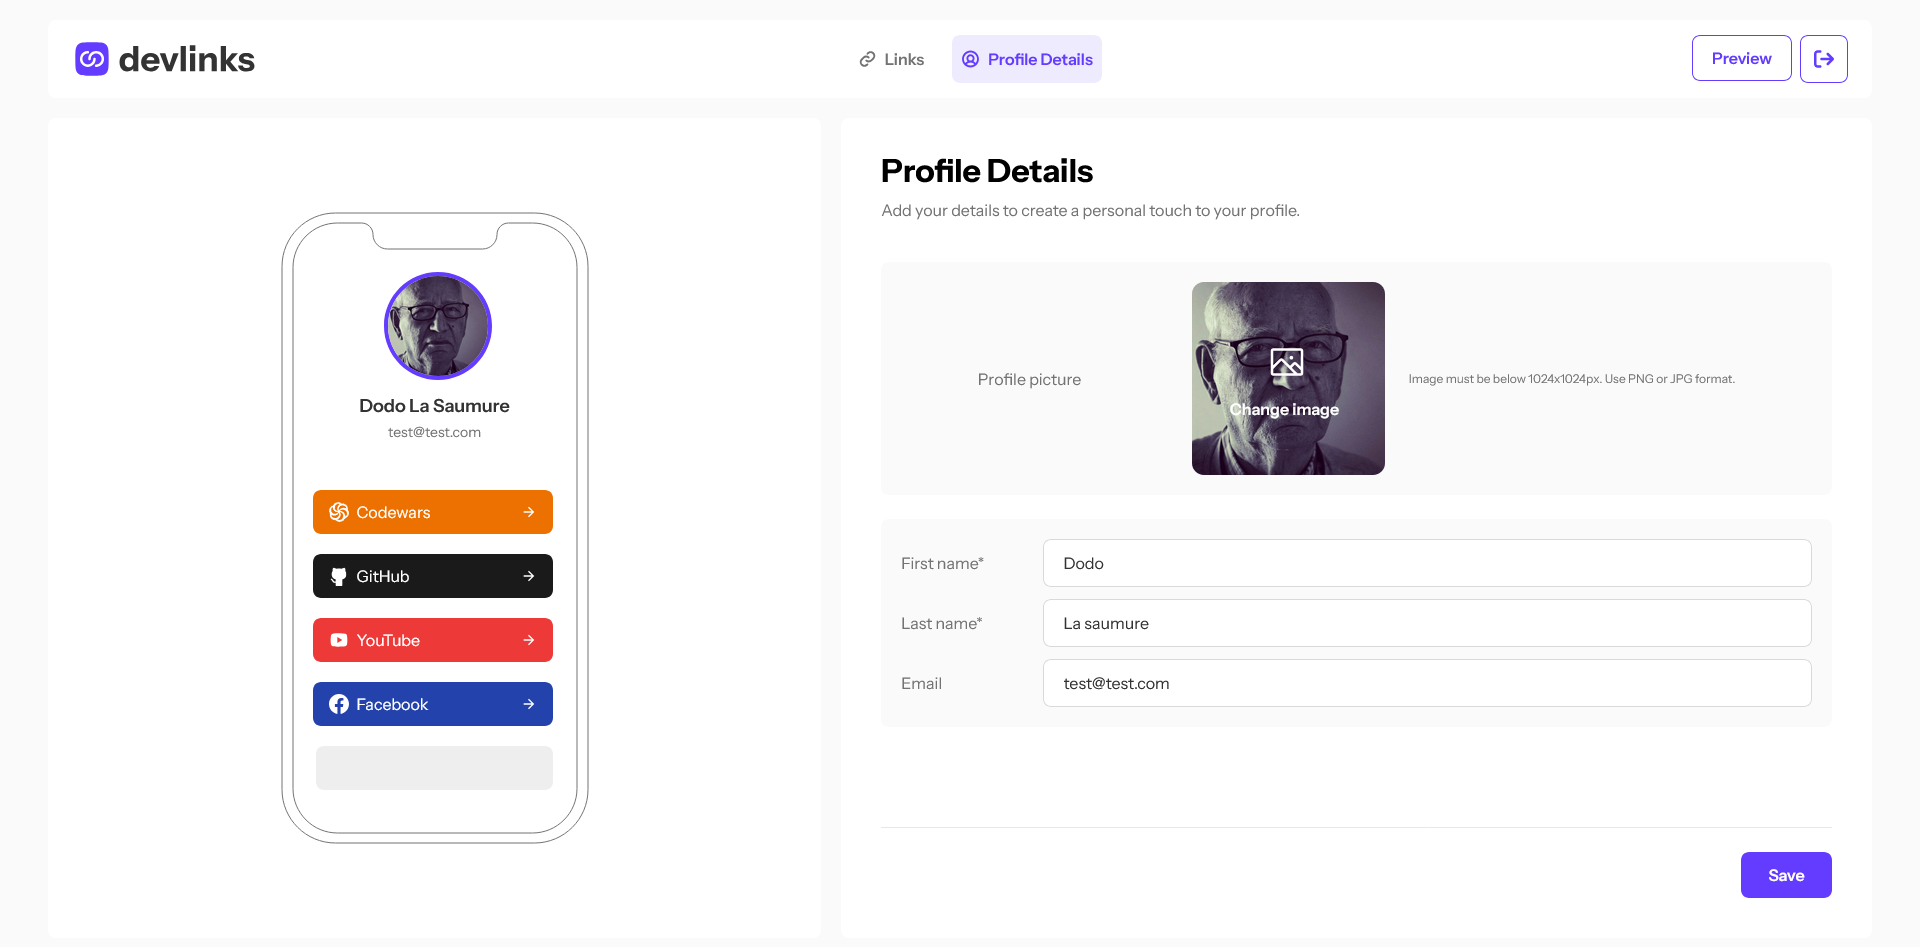 devlinks
Links
Profile Details
Preview
Dodo La Saumure
test@test.com
Codewars
GitHub
YouTube
Facebook
Profile Details
Add your details to create a personal touch to your profile.
Profile picture
Change image
Image must be below 1024x1024px. Use PNG or JPG format.
First name*
Dodo
Last name*
La saumure
Email
test@test.com
Save